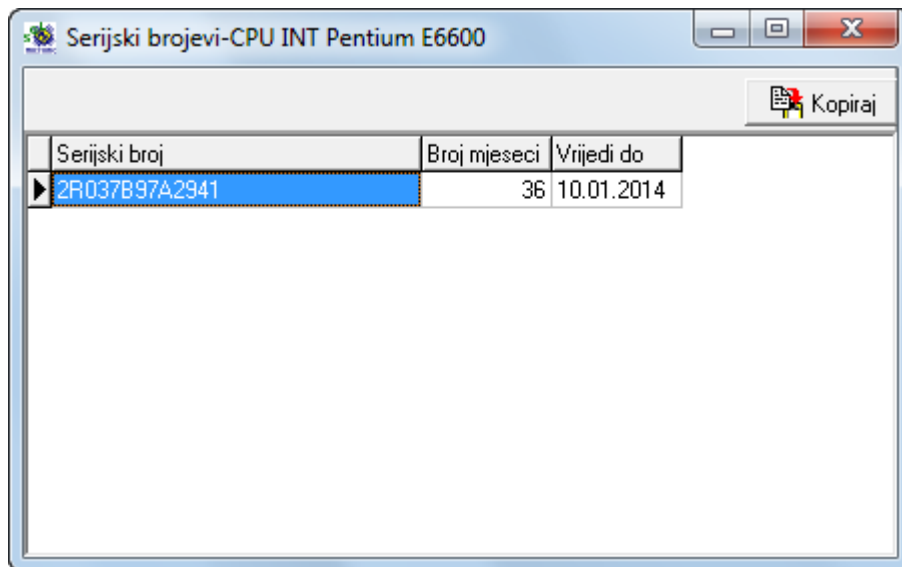 Serijski brojevi-CPU INT Pentium E6600
Kopiraj
Serijski broj Broj mjeseci Vrijedi do
2R037B97A2941 36 10.01.2014